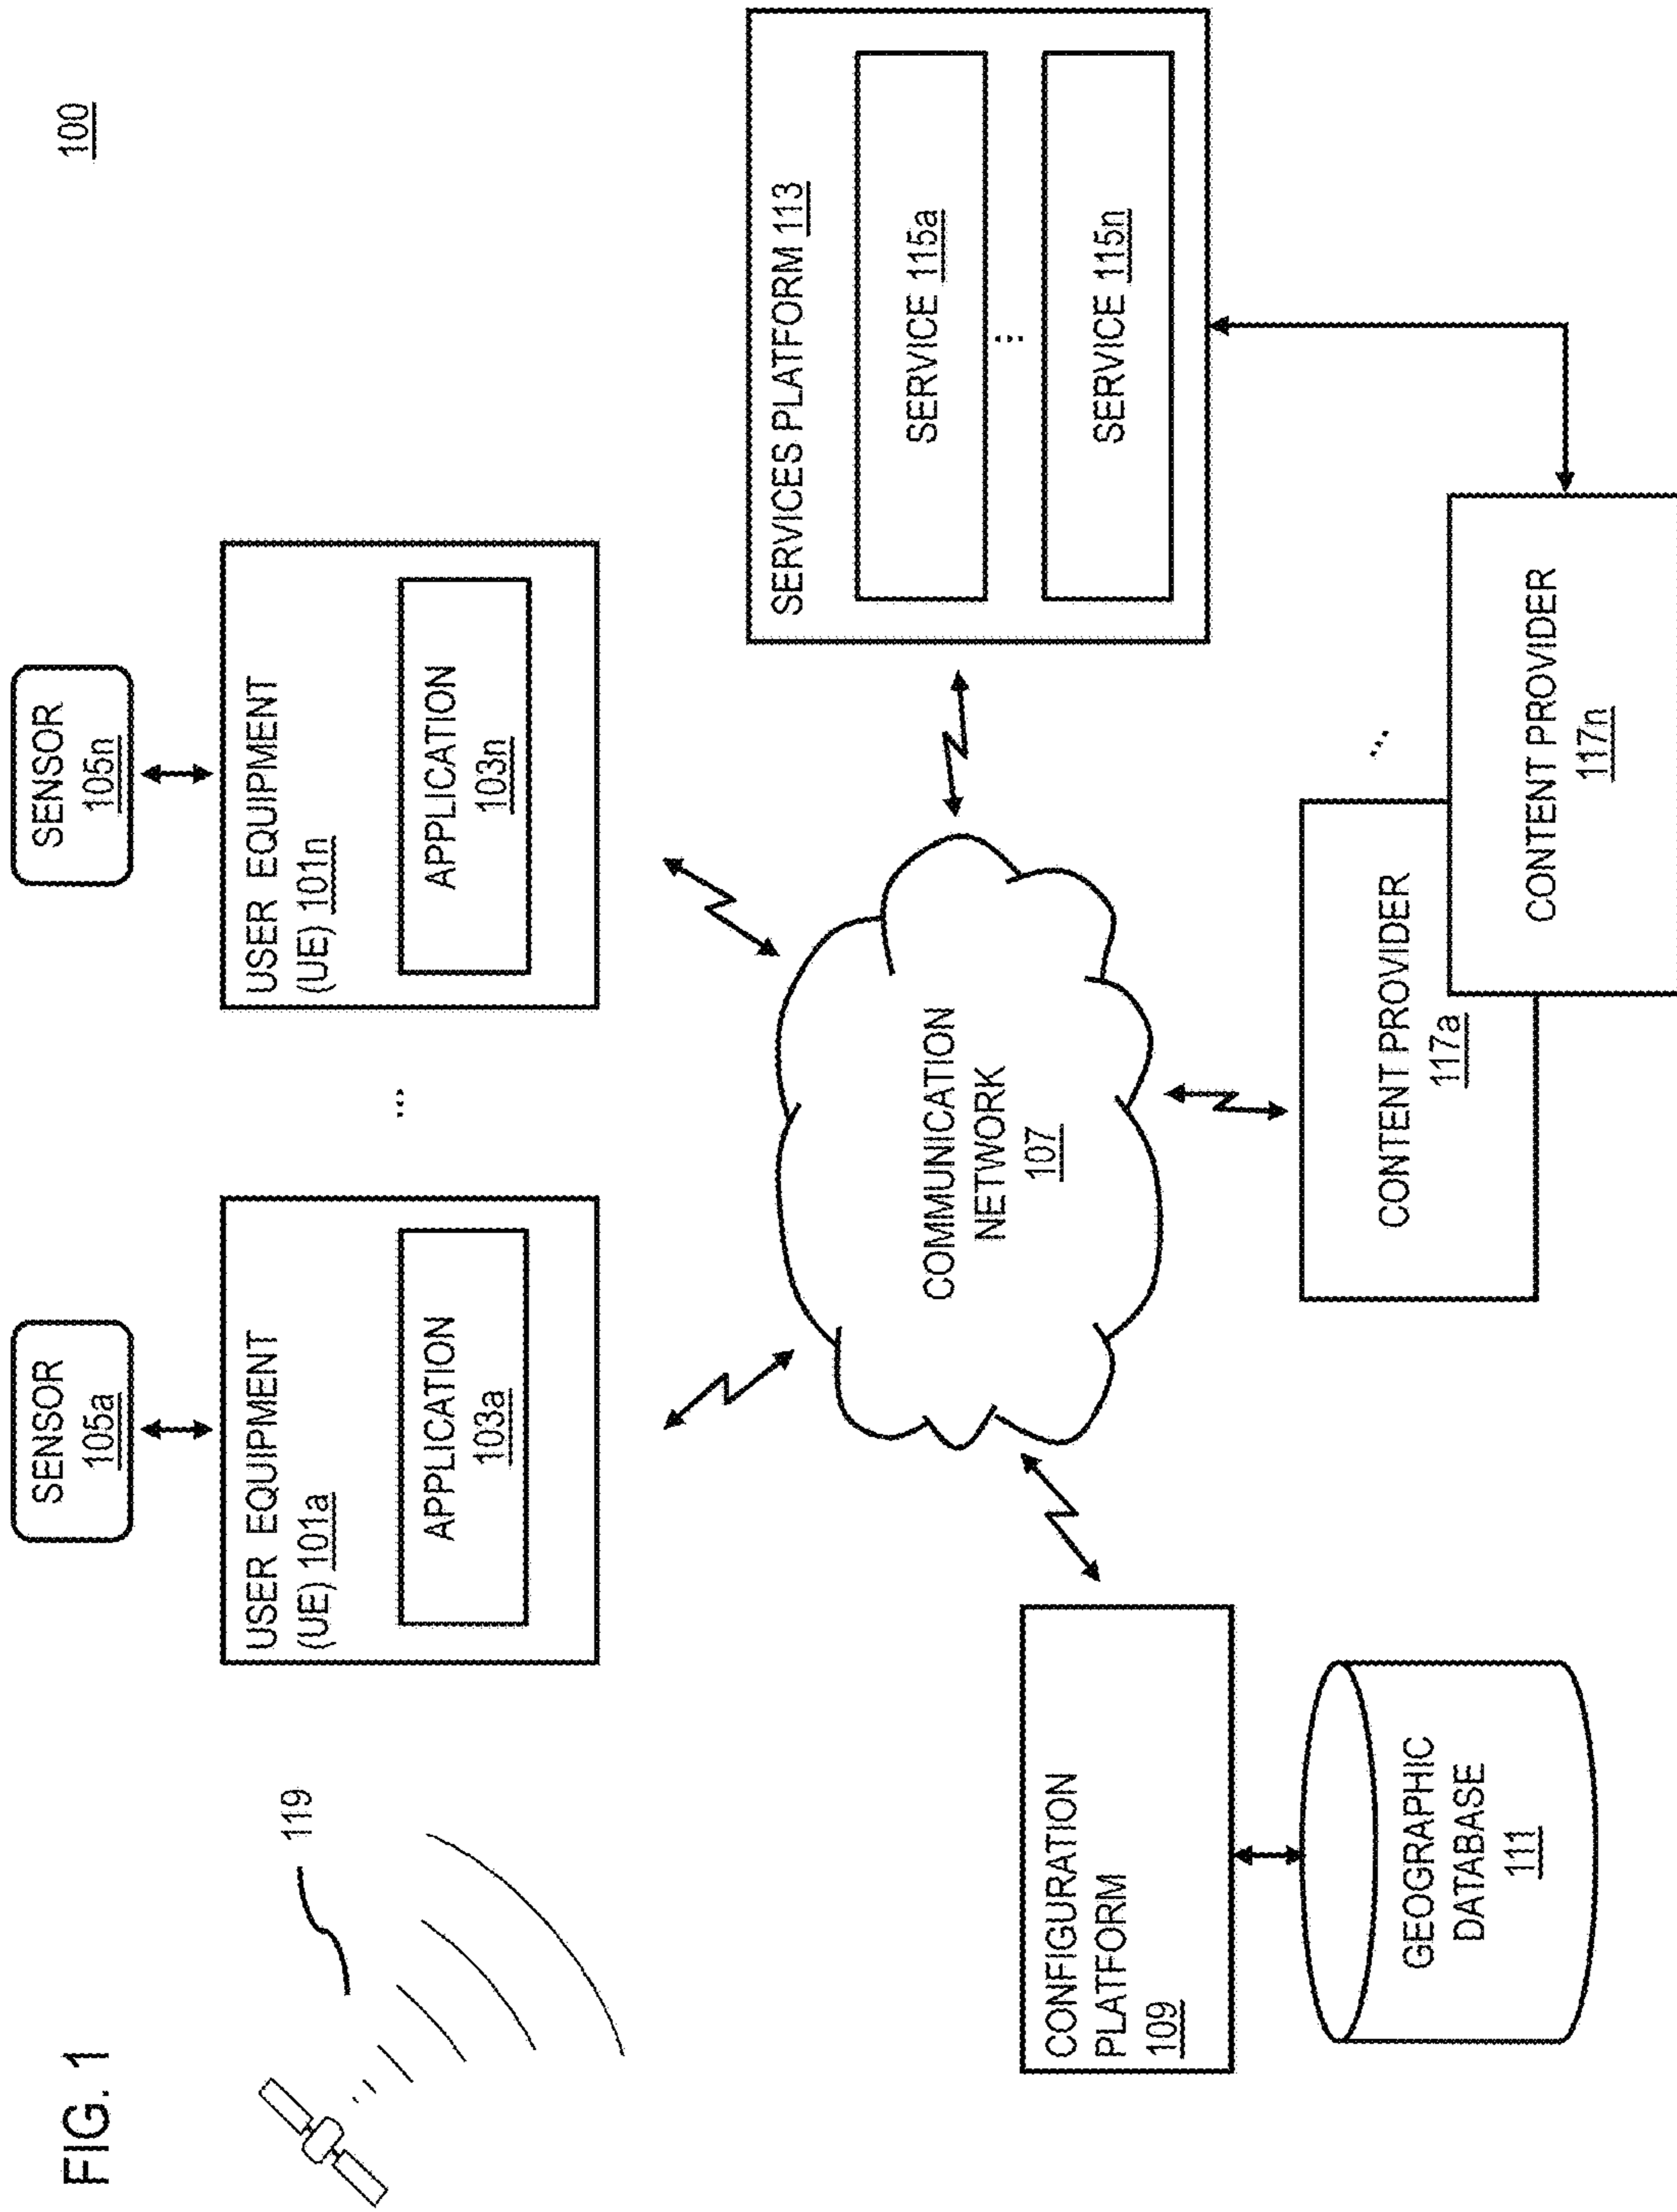 FIG. 1
100
119
SENSOR
105a
SENSOR
105n
USER EQUIPMENT
(UE) 101a
APPLICATION
103a
...
USER EQUIPMENT
(UE) 101n
APPLICATION
103n
COMMUNICATION
NETWORK
107
CONFIGURATION
PLATFORM
109
GEOGRAPHIC
DATABASE
111
SERVICES PLATFORM 113
SERVICE 115a
...
SERVICE 115n
CONTENT PROVIDER
117a
...
CONTENT PROVIDER
117n